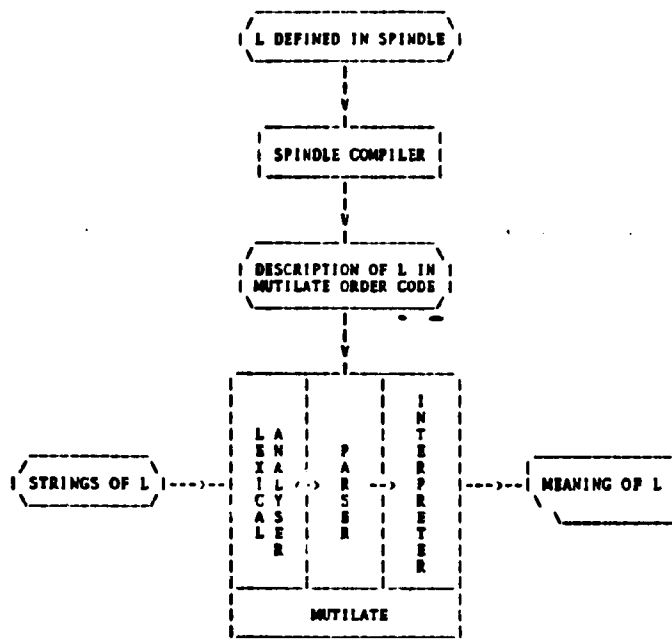 L DEFINED IN SPINDLE
SPINDLE COMPILER
DESCRIPTION OF L IN
MUTILATE ORDER CODE
STRINGS OF L
LEXICAL
ANALYSER
PARSER
INTERPRETER
MEANING OF L
MUTILATE